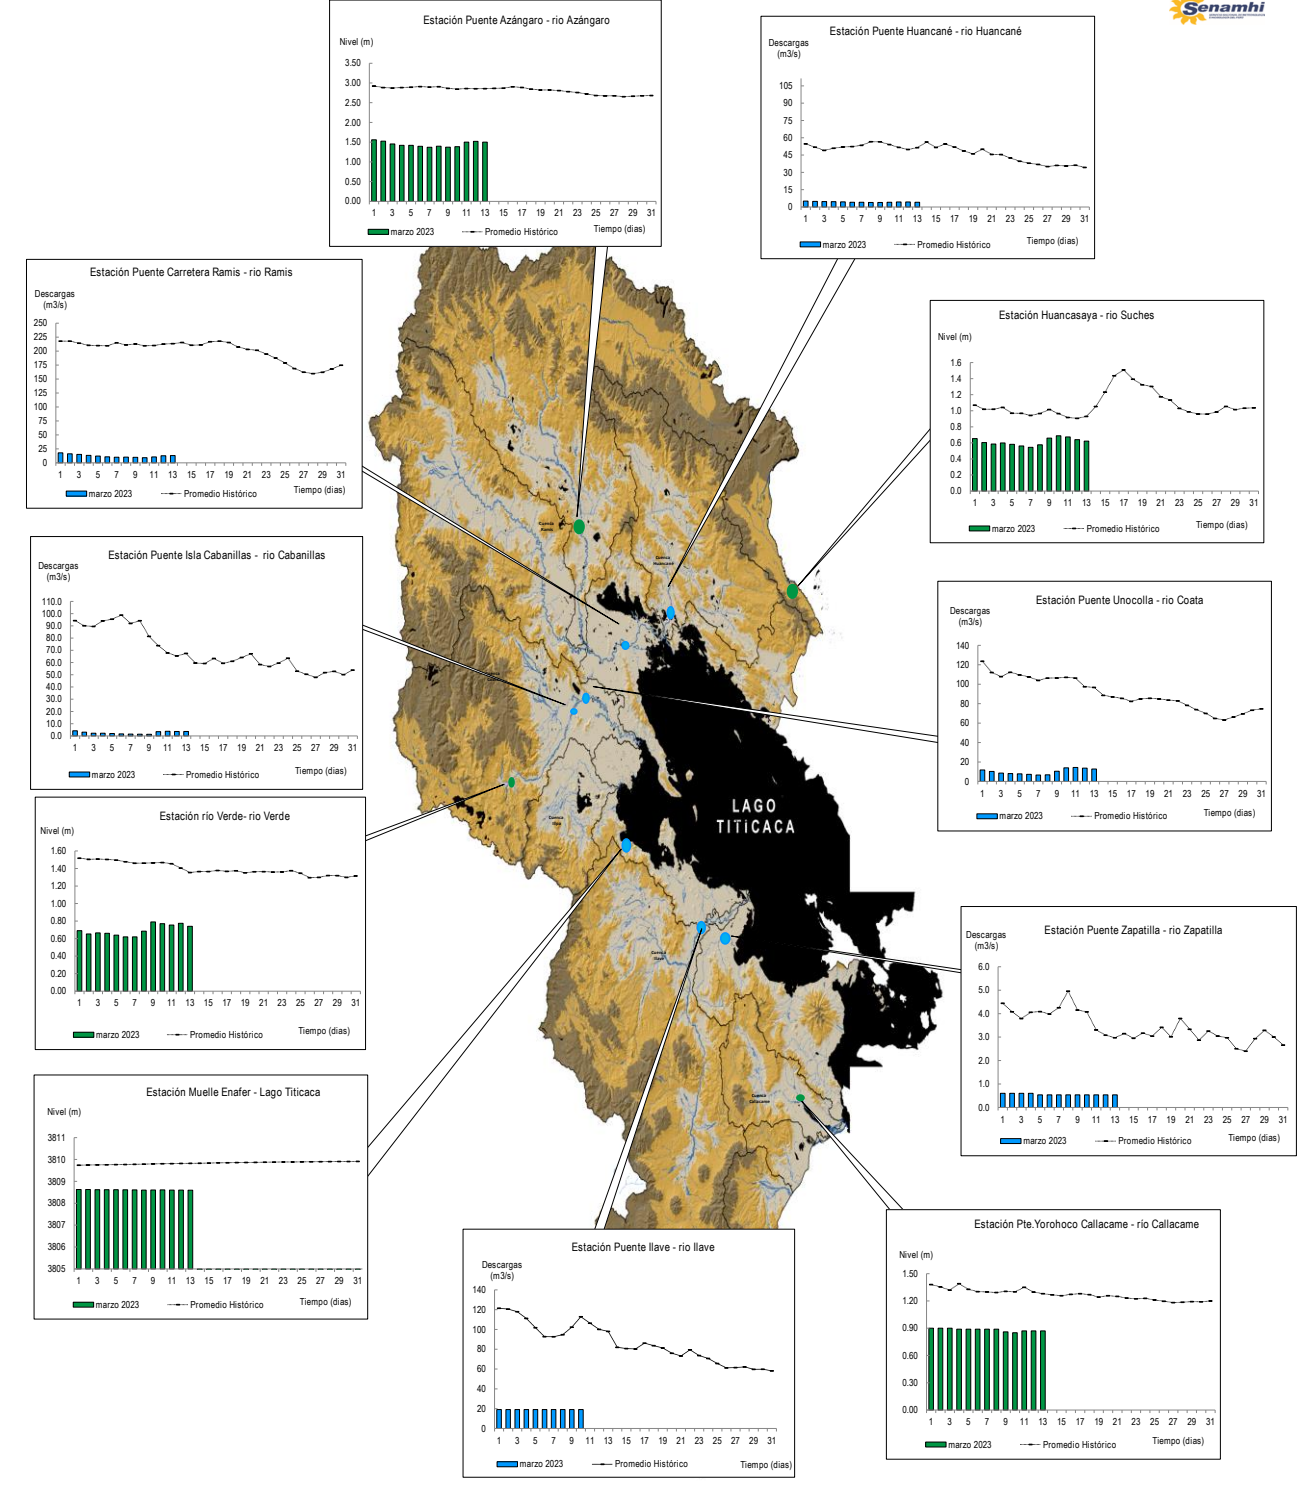 Senamhi
Estación Puente Azángaro - rio Azángaro
Nivel (m)
3.50
3.00
2.50
2.00
1.50
1.00
0.50
0.00
1 3 5 7 9 11 13 15 17 19 21 23 25 27 29 31
marzo 2023 Promedio Histórico Tiempo (dias)
Estación Puente Huancané - rio Huancané
Descargas
(m3/s)
105
90
75
60
45
30
15
0
1 3 5 7 9 11 13 15 17 19 21 23 25 27 29 31
marzo 2023 Promedio Histórico Tiempo (dias)
Estación Puente Carretera Ramis - rio Ramis
Descargas
(m3/s)
250
225
200
175
150
125
100
75
50
25
0
1 3 5 7 9 11 13 15 17 19 21 23 25 27 29 31
marzo 2023 Promedio Histórico Tiempo (dias)
Estación Huancasaya - rio Suches
Nivel (m)
1.6
1.4
1.2
1.0
0.8
0.6
0.4
0.2
0.0
1 3 5 7 9 11 13 15 17 19 21 23 25 27 29 31
marzo 2023 Promedio Histórico Tiempo (dias)
Estación Puente Isla Cabanillas - rio Cabanillas
Descargas
(m3/s)
110.0
100.0
90.0
80.0
70.0
60.0
50.0
40.0
30.0
20.0
10.0
0.0
1 3 5 7 9 11 13 15 17 19 21 23 25 27 29 31
marzo 2023 Promedio Histórico Tiempo (dias)
Cuenca
Ramis
Cuenca
Huancané
Estación Puente Unocolla - rio Coata
Descargas
(m3/s)
140
120
100
80
60
40
20
0
1 3 5 7 9 11 13 15 17 19 21 23 25 27 29 31
marzo 2023 Promedio Histórico Tiempo (dias)
Estación río Verde- rio Verde
Nivel (m)
1.60
1.40
1.20
1.00
0.80
0.60
0.40
0.20
0.00
1 3 5 7 9 11 13 15 17 19 21 23 25 27 29 31
marzo 2023 Promedio Histórico Tiempo (dias)
LAGO
TITICACA
Cuenca
Illpa
Cuenca
Ilave
Estación Puente Zapatilla - rio Zapatilla
Descargas
(m3/s)
6.0
5.0
4.0
3.0
2.0
1.0
0.0
1 3 5 7 9 11 13 15 17 19 21 23 25 27 29 31
marzo 2023 Promedio Histórico Tiempo (dias)
Estación Muelle Enafer - Lago Titicaca
Nivel (m)
3811
3810
3809
3808
3807
3806
3805
1 3 5 7 9 11 13 15 17 19 21 23 25 27 29 31
marzo 2023 Promedio Histórico Tiempo (dias)
Cuenca
Callacame
Estación Puente Ilave - rio Ilave
Descargas
(m3/s)
140
120
100
80
60
40
20
0
1 3 5 7 9 11 13 15 17 19 21 23 25 27 29 31
marzo 2023 Promedio Histórico Tiempo (dias)
Estación Pte.Yorohoco Callacame - río Callacame
Nivel (m)
1.50
1.20
0.90
0.60
0.30
0.00
1 3 5 7 9 11 13 15 17 19 21 23 25 27 29 31
marzo 2023 Promedio Histórico Tiempo (dias)